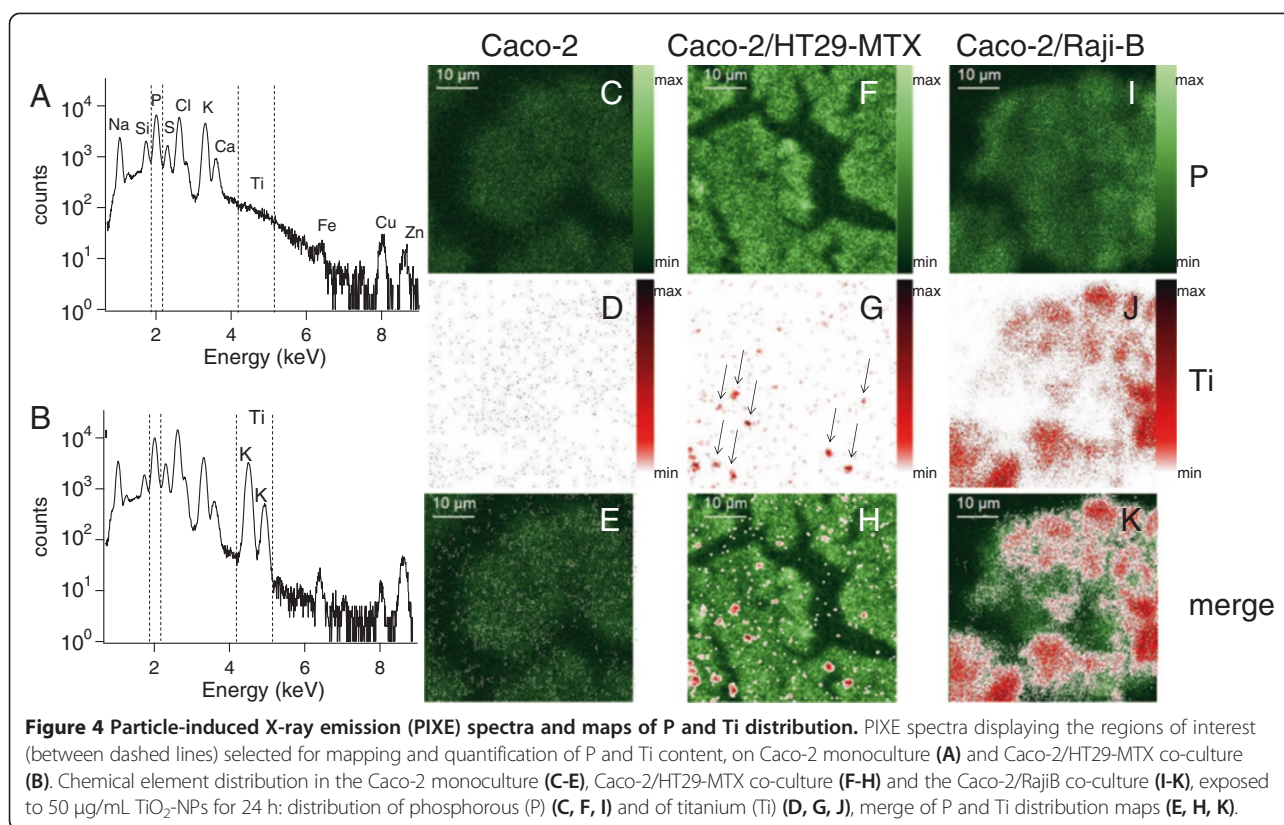 Caco-2 Caco-2/HT29-MTX Caco-2/Raji-B
A
10⁴
10³
10²
10¹
10⁰
counts
Na Si P S Cl K Ca Ti Fe Cu Zn
2 4 6 8
Energy (keV)
B
10⁴
10³
10²
10¹
10⁰
counts
Ti
K K
2 4 6 8
Energy (keV)
10 µm C max min
10 µm F max min
10 µm I max min
P
D max min
G max min
J max min
Ti
10 µm E
10 µm H
10 µm K
merge
Figure 4 Particle-induced X-ray emission (PIXE) spectra and maps of P and Ti distribution. PIXE spectra displaying the regions of interest
(between dashed lines) selected for mapping and quantification of P and Ti content, on Caco-2 monoculture (A) and Caco-2/HT29-MTX co-culture
(B). Chemical element distribution in the Caco-2 monoculture (C-E), Caco-2/HT29-MTX co-culture (F-H) and the Caco-2/RajiB co-culture (I-K), exposed
to 50 µg/mL TiO₂-NPs for 24 h: distribution of phosphorous (P) (C, F, I) and of titanium (Ti) (D, G, J), merge of P and Ti distribution maps (E, H, K).